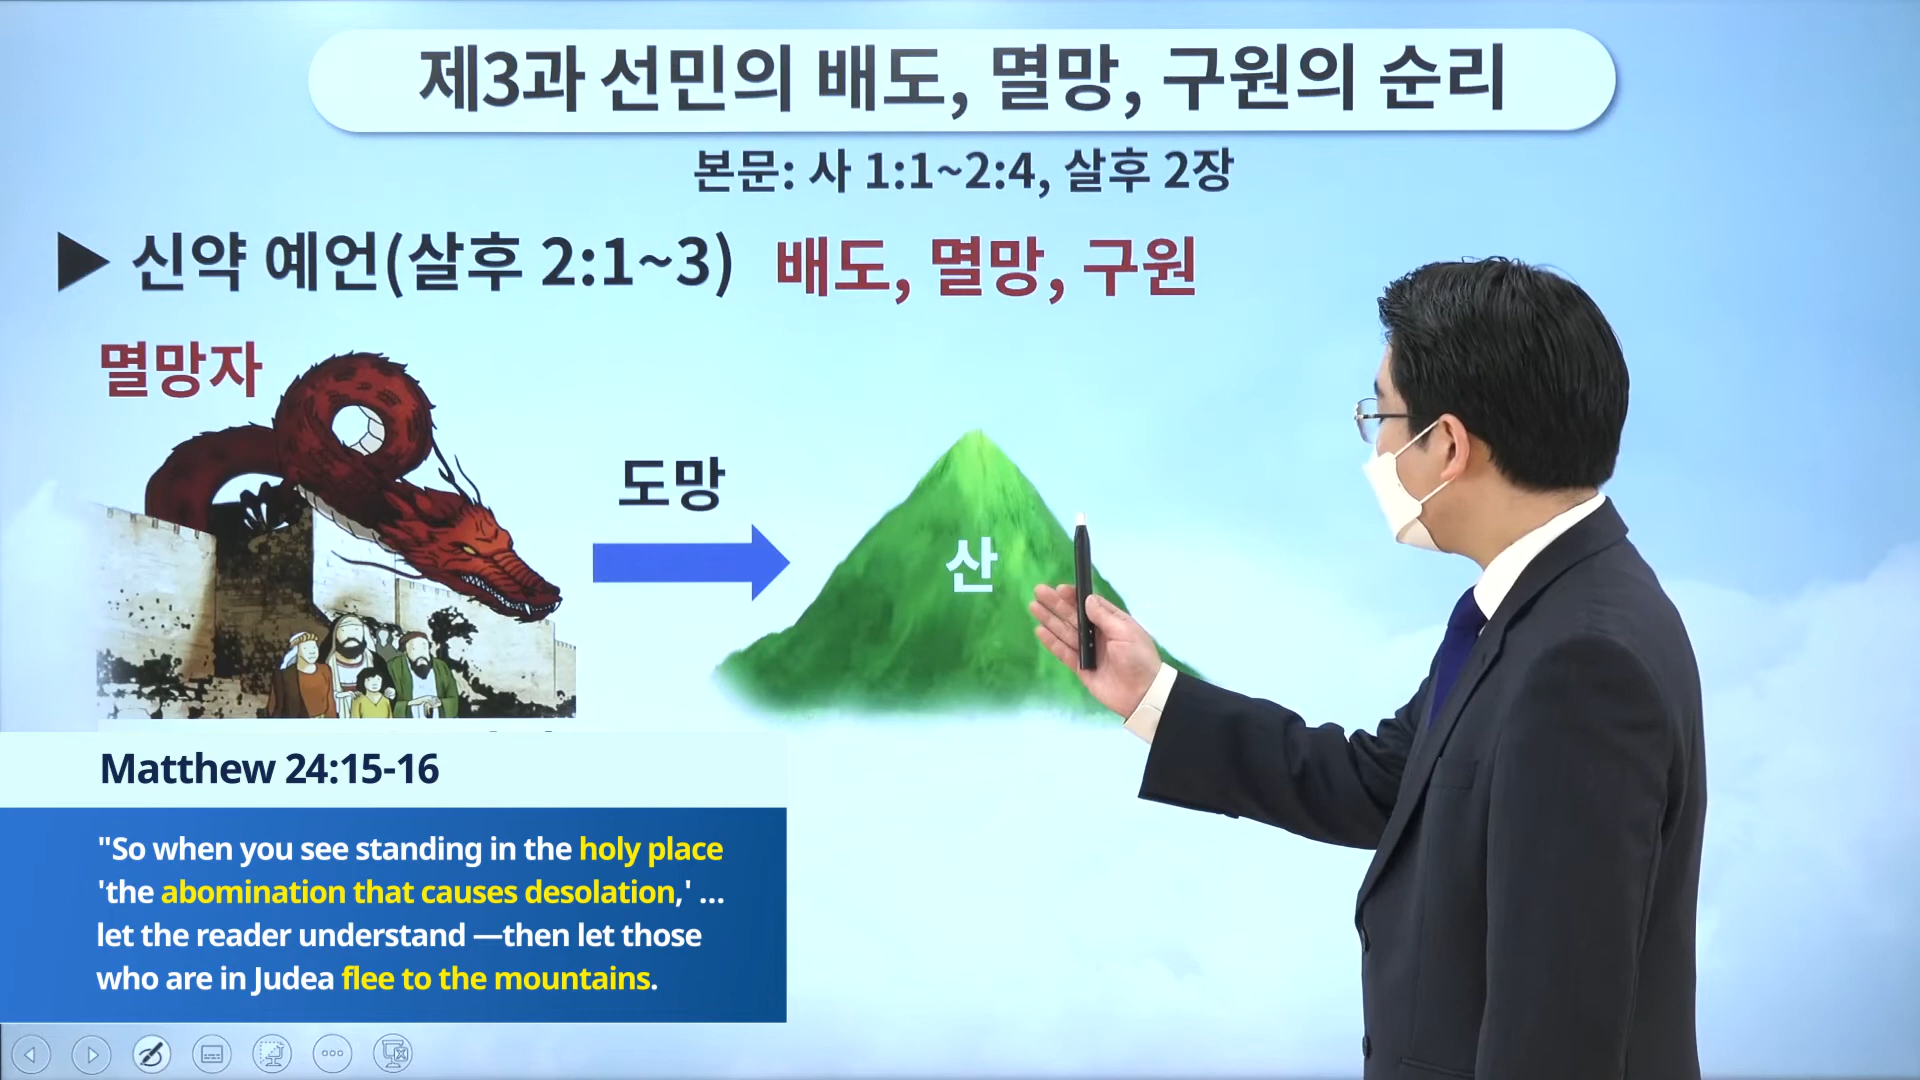 제3과 선민의 배도, 멸망, 구원의 순리
본문: 사 1:1~2:4, 살후 2장
▶ 신약 예언(살후 2:1~3) 배도, 멸망, 구원
멸망자
도망
산
Matthew 24:15-16
"So when you see standing in the holy place
'the abomination that causes desolation,' ...
let the reader understand —then let those
who are in Judea flee to the mountains.